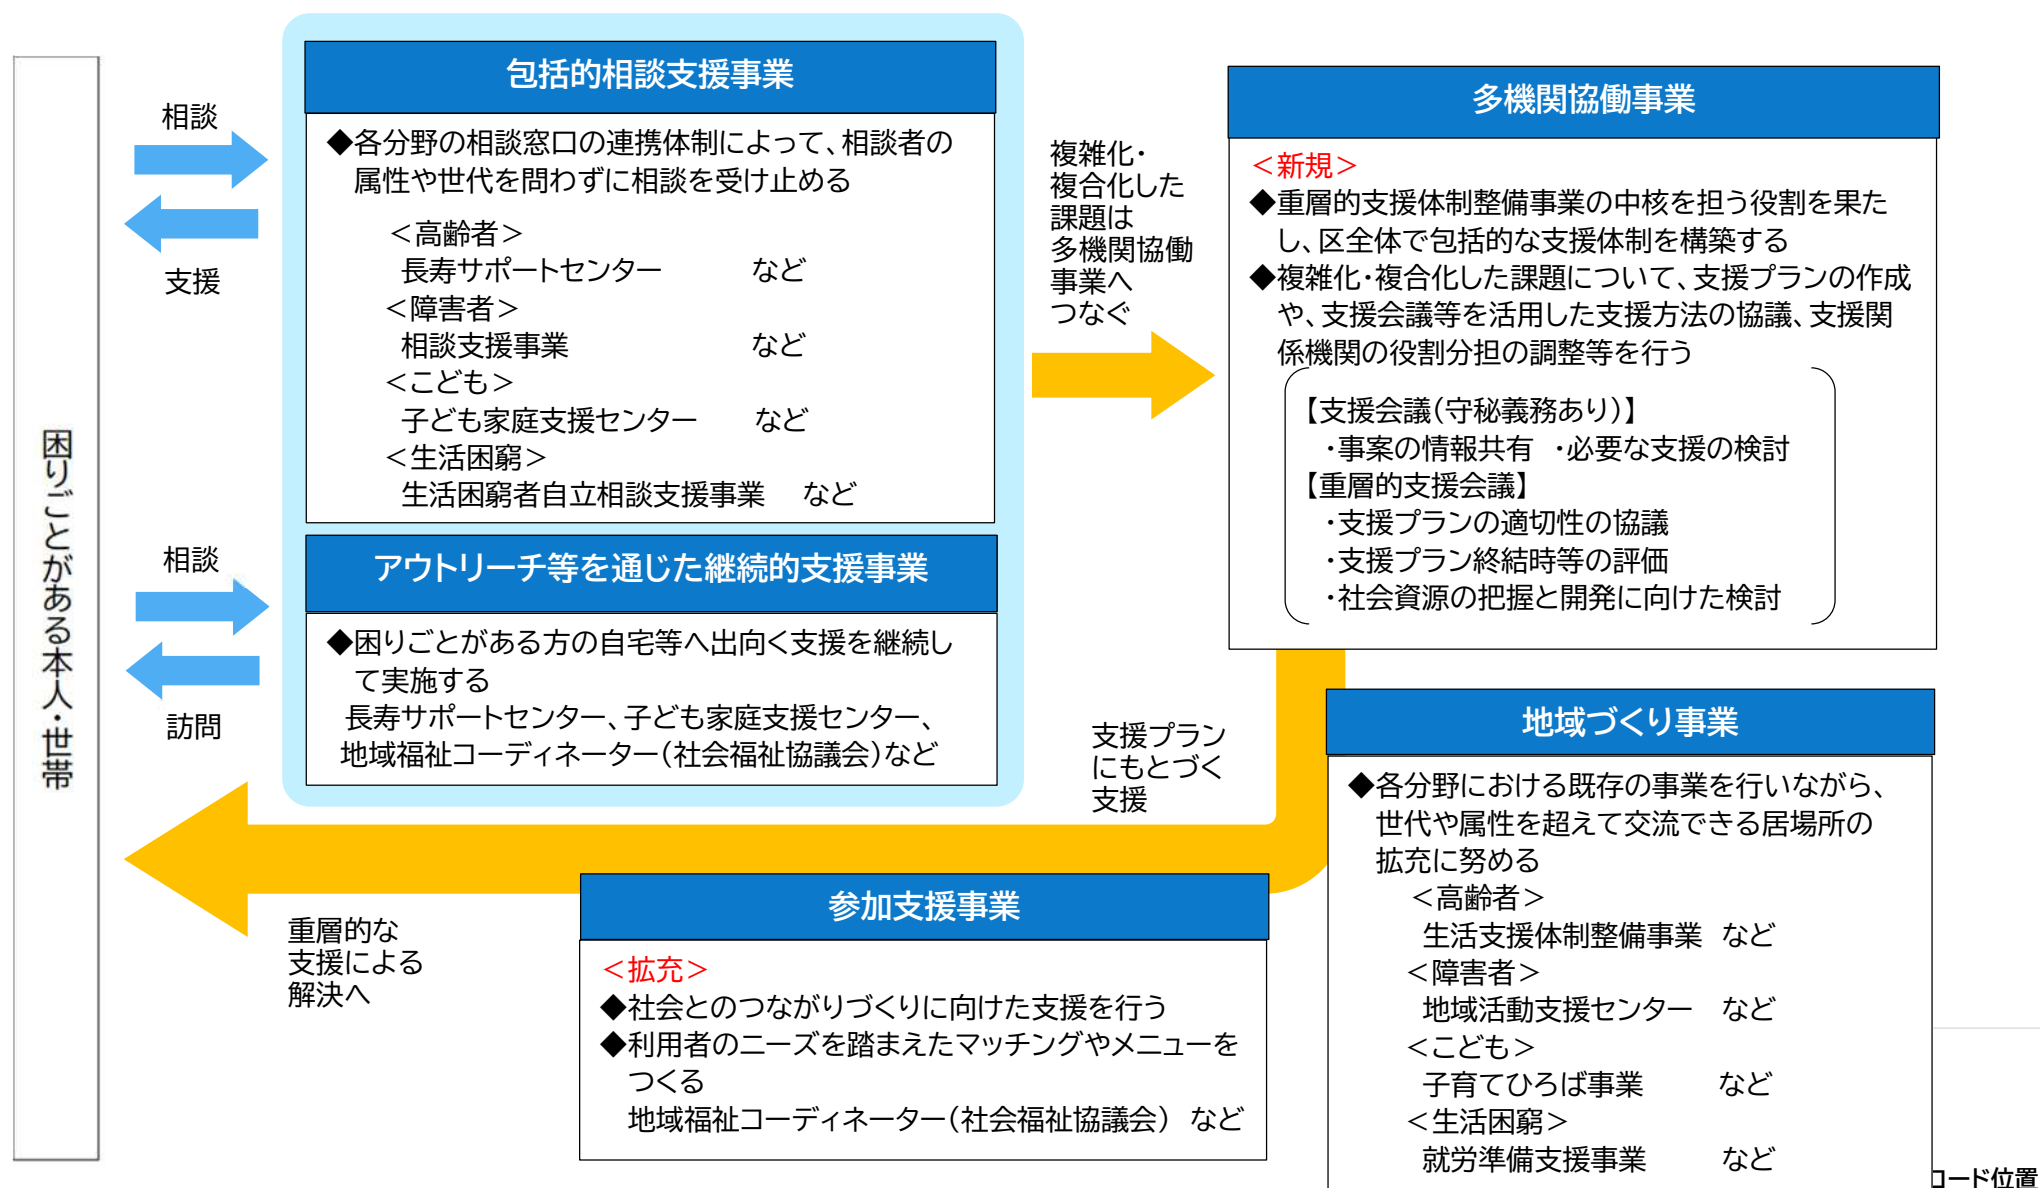 困りごとがある本人・世帯
相談
支援
相談
訪問
包括的相談支援事業
◆各分野の相談窓口の連携体制によって、相談者の
属性や世代を問わずに相談を受け止める
＜高齢者＞
長寿サポートセンター　など
＜障害者＞
相談支援事業　など
＜こども＞
子ども家庭支援センター　など
＜生活困窮＞
生活困窮者自立相談支援事業　など
アウトリーチ等を通じた継続的支援事業
◆困りごとがある方の自宅等へ出向く支援を継続し
て実施する
長寿サポートセンター、子ども家庭支援センター、
地域福祉コーディネーター（社会福祉協議会）など
複雑化・
複合化した
課題は
多機関協働
事業へ
つなぐ
多機関協働事業
＜新規＞
◆重層的支援体制整備事業の中核を担う役割を果た
し、区全体で包括的な支援体制を構築する
◆複雑化・複合化した課題について、支援プランの作成
や、支援会議等を活用した支援方法の協議、支援関
係機関の役割分担の調整等を行う
【支援会議（守秘義務あり）】
・事案の情報共有　・必要な支援の検討
【重層的支援会議】
・支援プランの適切性の協議
・支援プラン終結時等の評価
・社会資源の把握と開発に向けた検討
支援プラン
にもとづく
支援
重層的な
支援による
解決へ
参加支援事業
＜拡充＞
◆社会とのつながりづくりに向けた支援を行う
◆利用者のニーズを踏まえたマッチングやメニューを
つくる
地域福祉コーディネーター（社会福祉協議会）　など
地域づくり事業
◆各分野における既存の事業を行いながら、
世代や属性を超えて交流できる居場所の
拡充に努める
＜高齢者＞
生活支援体制整備事業　など
＜障害者＞
地域活動支援センター　など
＜こども＞
子育てひろば事業　など
＜生活困窮＞
就労準備支援事業　など
ード位置